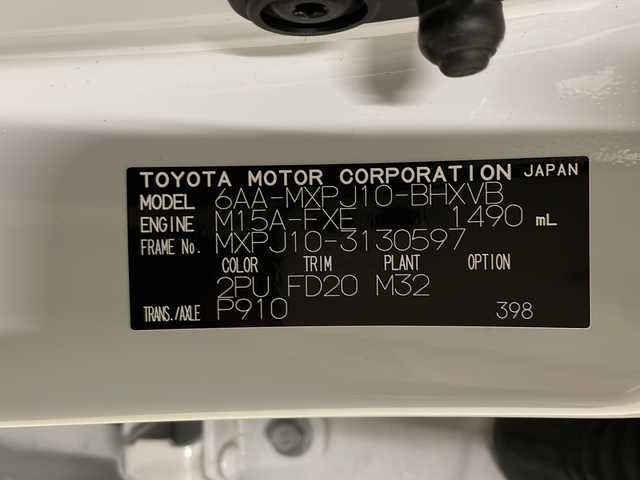 TOYOTA MOTOR CORPORATION JAPAN
MODEL 6AA-MXPJ10-BHXVB
ENGINE M15A-FXE 1490 mL
FRAME No. MXPJ10-3130597
COLOR TRIM PLANT OPTION
2PU FD20 M32
TRANS./AXLE P910 398